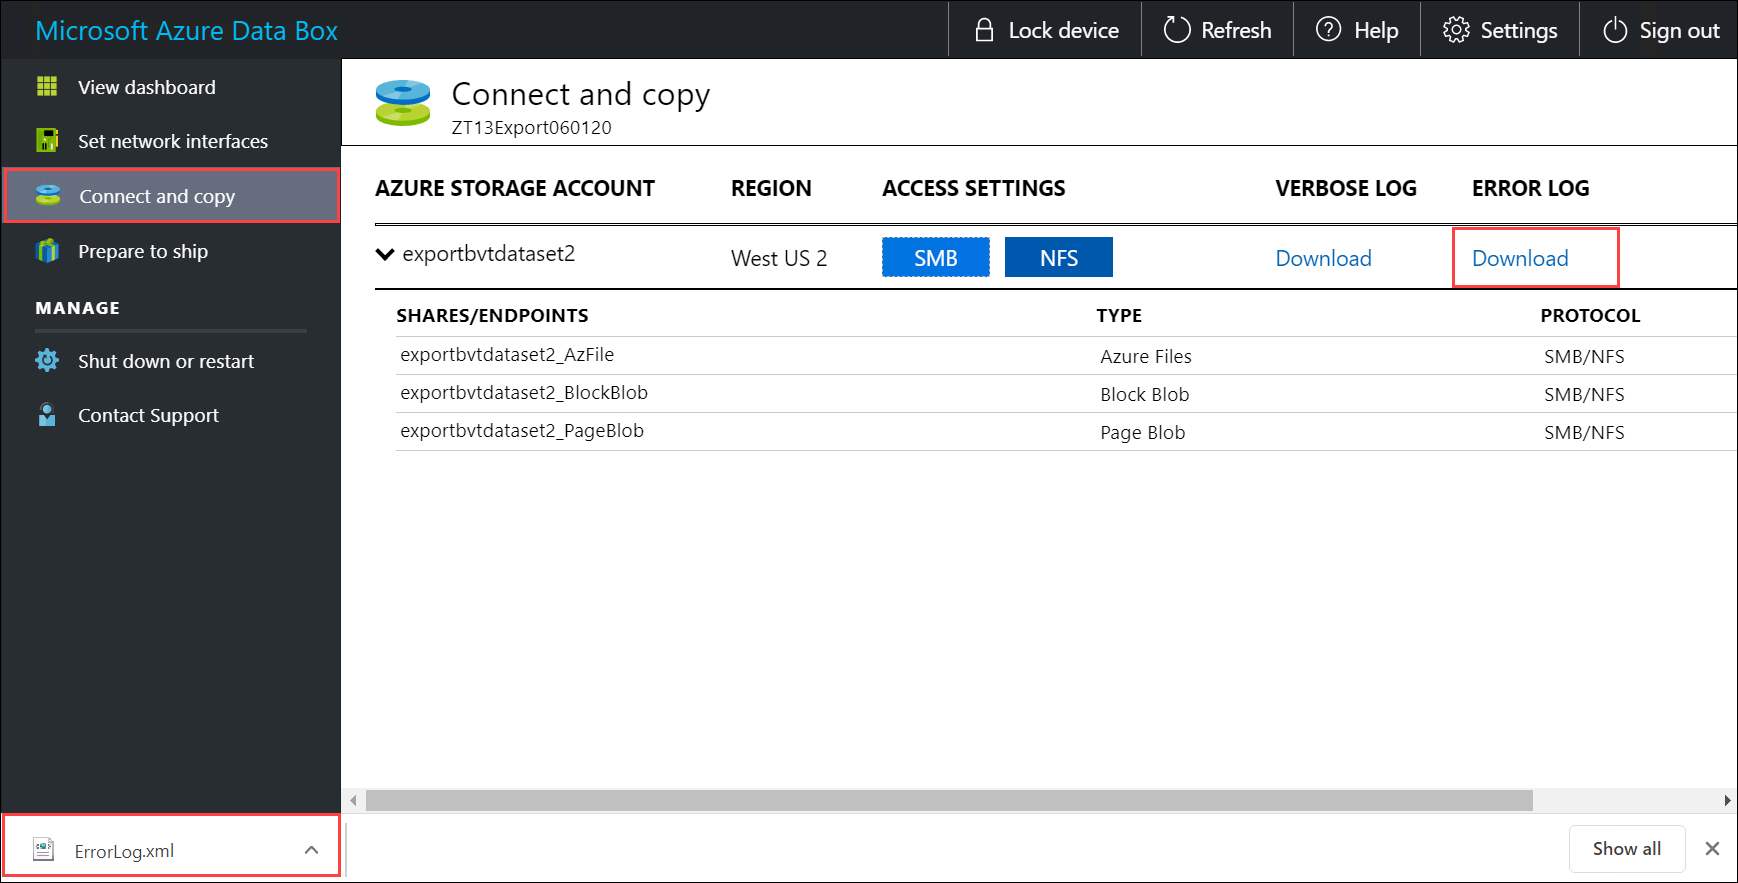 Microsoft Azure Data Box
Lock device
Refresh
Help
Settings
Sign out
View dashboard
Set network interfaces
Connect and copy
Prepare to ship
MANAGE
Shut down or restart
Contact Support
Connect and copy
ZT13Export060120
AZURE STORAGE ACCOUNT REGION ACCESS SETTINGS VERBOSE LOG ERROR LOG
exportbvtdataset2 West US 2 SMB NFS Download Download
SHARES/ENDPOINTS TYPE PROTOCOL
exportbvtdataset2_AzFile Azure Files SMB/NFS
exportbvtdataset2_BlockBlob Block Blob SMB/NFS
exportbvtdataset2_PageBlob Page Blob SMB/NFS
ErrorLog.xml
Show all